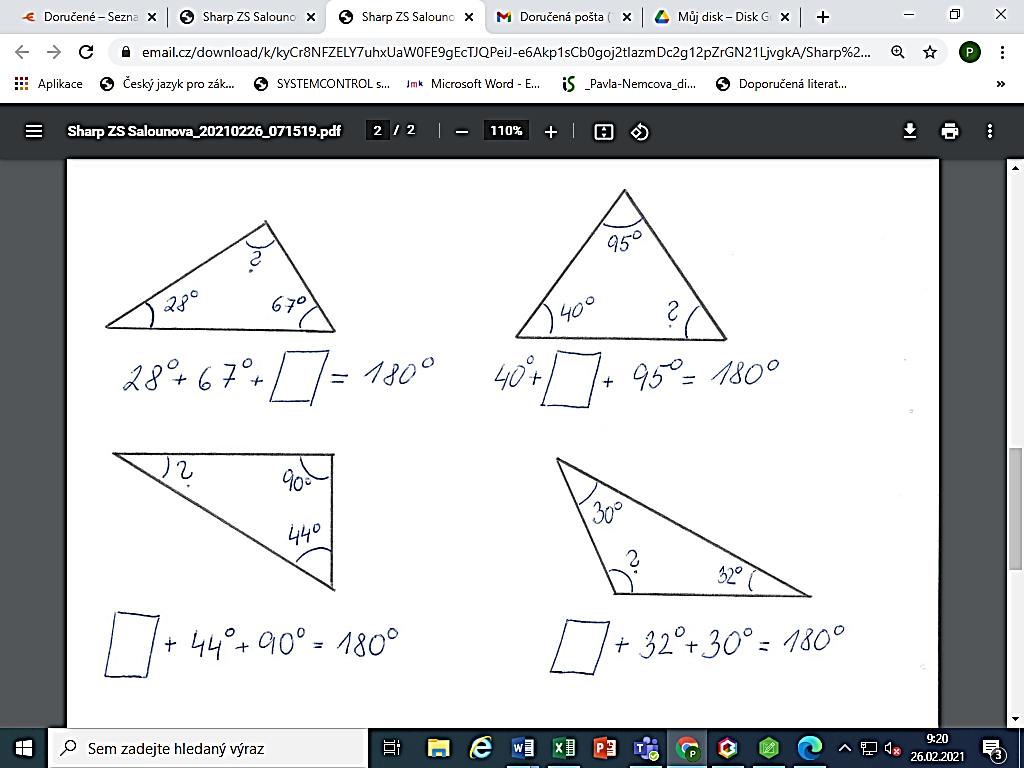 Doručené – Sezna
Sharp ZS Salouno
Sharp ZS Salouno
Doručená pošta (
Můj disk – Disk G
email.cz/download/k/kyCr8NFZELY7uhxUaW0FE9gEcTJQPeiJ-e6Akp1sCb0goj2tlazmDc2g12pZrGN21LjvgkA/Sharp%2...
P
Aplikace
Český jazyk pro zák...
SYSTEMCONTROL s...
Jmk Microsoft Word - E...
_Pavla-Nemcova_di...
Doporučená literat...
»
Sharp ZS Salounova_20210226_071519.pdf
2 / 2
110%
?
28°
67°
28° + 67° + = 180°
95°
40°
?
40° + + 95° = 180°
?
90°
44°
+ 44° + 90° = 180°
30°
?
32°
+ 32° + 30° = 180°
Sem zadejte hledaný výraz
9:20
26.02.2021
3